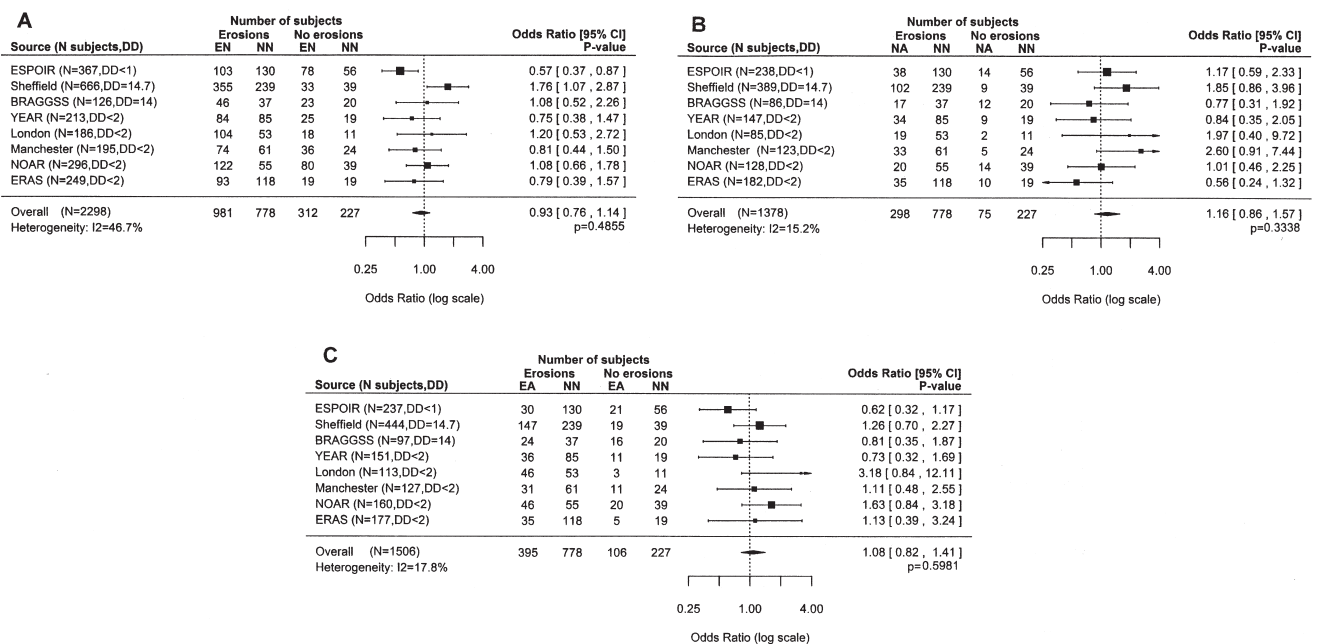 A
Number of subjects
Erosions No erosions Odds Ratio [95% CI]
Source (N subjects,DD) EN NN EN NN P-value
ESPOIR (N=367,DD<1) 103 130 78 56 0.57 [ 0.37 , 0.87 ]
Sheffield (N=666,DD=14.7) 355 239 33 39 1.76 [ 1.07 , 2.87 ]
BRAGGSS (N=126,DD=14) 46 37 23 20 1.08 [ 0.52 , 2.26 ]
YEAR (N=213,DD<2) 84 85 25 19 0.75 [ 0.38 , 1.47 ]
London (N=186,DD<2) 104 53 18 11 1.20 [ 0.53 , 2.72 ]
Manchester (N=195,DD<2) 74 61 36 24 0.81 [ 0.44 , 1.50 ]
NOAR (N=296,DD<2) 122 55 80 39 1.08 [ 0.66 , 1.78 ]
ERAS (N=249,DD<2) 93 118 19 19 0.79 [ 0.39 , 1.57 ]
Overall (N=2298) 981 778 312 227 0.93 [ 0.76 , 1.14 ]
Heterogeneity: I2=46.7% p=0.4855
0.25 1.00 4.00
Odds Ratio (log scale)
B
Number of subjects
Erosions No erosions Odds Ratio [95% CI]
Source (N subjects,DD) NA NN NA NN P-value
ESPOIR (N=238,DD<1) 38 130 14 56 1.17 [ 0.59 , 2.33 ]
Sheffield (N=389,DD=14.7) 102 239 9 39 1.85 [ 0.86 , 3.96 ]
BRAGGSS (N=86,DD=14) 17 37 12 20 0.77 [ 0.31 , 1.92 ]
YEAR (N=147,DD<2) 34 85 9 19 0.84 [ 0.35 , 2.05 ]
London (N=85,DD<2) 19 53 2 11 1.97 [ 0.40 , 9.72 ]
Manchester (N=123,DD<2) 33 61 5 24 2.60 [ 0.91 , 7.44 ]
NOAR (N=128,DD<2) 20 55 14 39 1.01 [ 0.46 , 2.25 ]
ERAS (N=182,DD<2) 35 118 10 19 0.56 [ 0.24 , 1.32 ]
Overall (N=1378) 298 778 75 227 1.16 [ 0.86 , 1.57 ]
Heterogeneity: I2=15.2% p=0.3338
0.25 1.00 4.00
Odds Ratio (log scale)
C
Number of subjects
Erosions No erosions Odds Ratio [95% CI]
Source (N subjects,DD) EA NN EA NN P-value
ESPOIR (N=237,DD<1) 30 130 21 56 0.62 [ 0.32 , 1.17 ]
Sheffield (N=444,DD=14.7) 147 239 19 39 1.26 [ 0.70 , 2.27 ]
BRAGGSS (N=97,DD=14) 24 37 16 20 0.81 [ 0.35 , 1.87 ]
YEAR (N=151,DD<2) 36 85 11 19 0.73 [ 0.32 , 1.69 ]
London (N=113,DD<2) 46 53 3 11 3.18 [ 0.84 , 12.11 ]
Manchester (N=127,DD<2) 31 61 11 24 1.11 [ 0.48 , 2.55 ]
NOAR (N=160,DD<2) 46 55 20 39 1.63 [ 0.84 , 3.18 ]
ERAS (N=177,DD<2) 35 118 5 19 1.13 [ 0.39 , 3.24 ]
Overall (N=1506) 395 778 106 227 1.08 [ 0.82 , 1.41 ]
Heterogeneity: I2=17.8% p=0.5981
0.25 1.00 4.00
Odds Ratio (log scale)